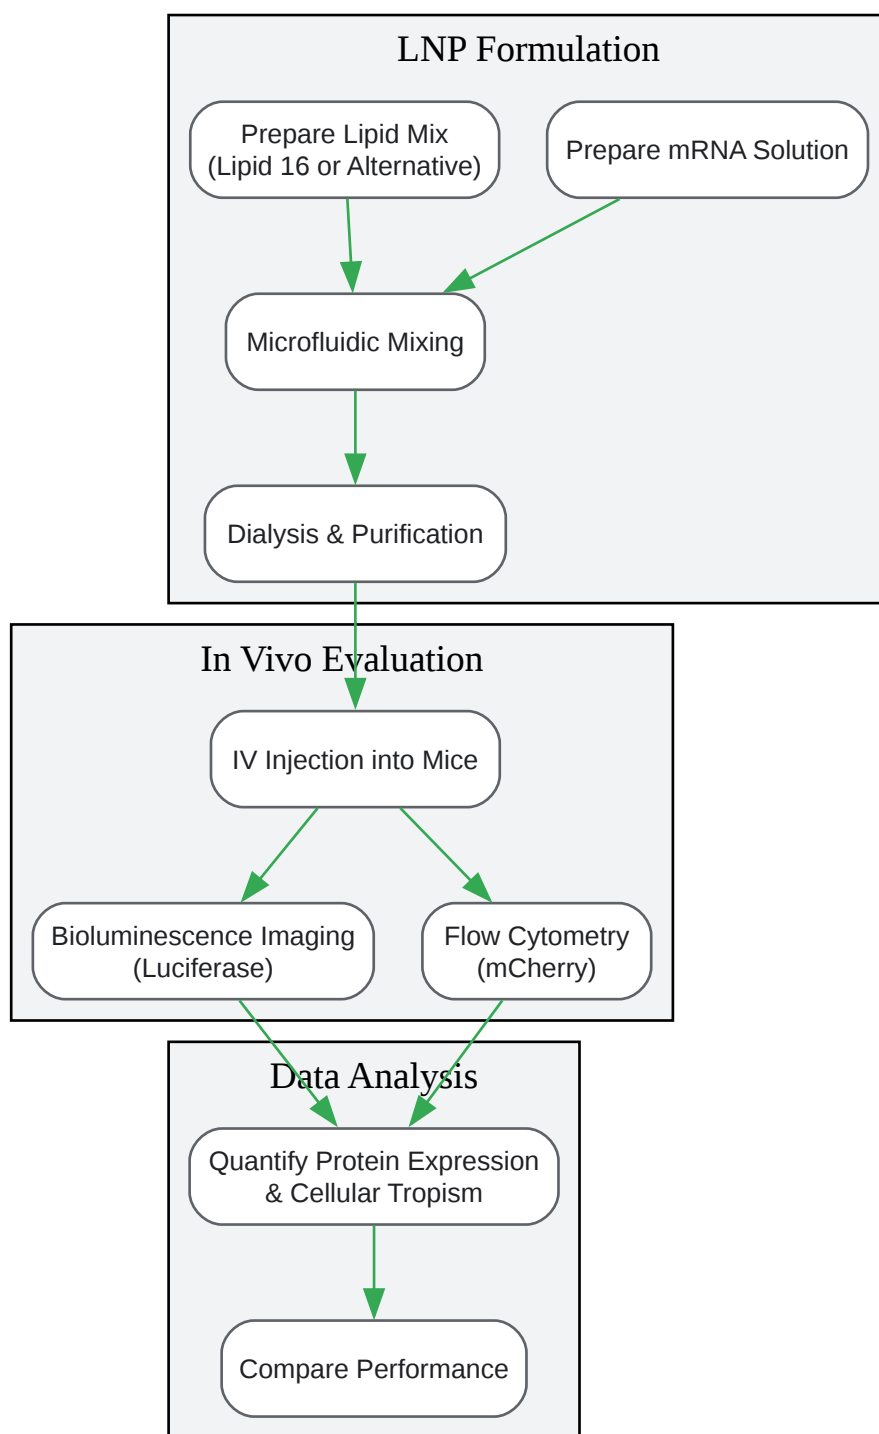 LNP Formulation
Prepare Lipid Mix
(Lipid 16 or Alternative)
Prepare mRNA Solution
Microfluidic Mixing
Dialysis & Purification
In Vivo Evaluation
IV Injection into Mice
Bioluminescence Imaging
(Luciferase)
Flow Cytometry
(mCherry)
Data Analysis
Quantify Protein Expression
& Cellular Tropism
Compare Performance